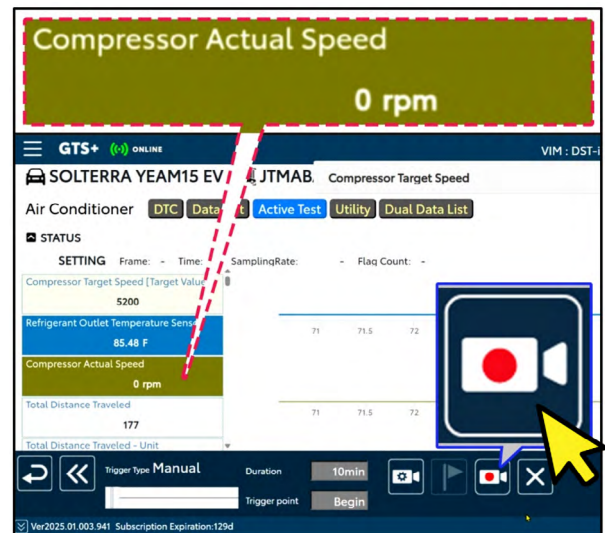 Compressor Actual Speed
0 rpm
GTS+ ONLINE
VIM : DST-i
SOLTERRA YEAM15 EV JTMAB.
Compressor Target Speed
Air Conditioner DTC Data Active Test Utility Dual Data List
STATUS
SETTING Frame: - Time: SamplingRate: - Flag Count: -
Compressor Target Speed [Target Value
5200
Refrigerant Outlet Temperature Sens
85.48 F
71 71.5 72
Compressor Actual Speed
0 rpm
Total Distance Traveled
177
71 71.5 72
Total Distance Traveled - Unit
Trigger Type Manual
Duration 10min
Trigger point Begin
Ver2025.01.003.941 Subscription Expiration:129d